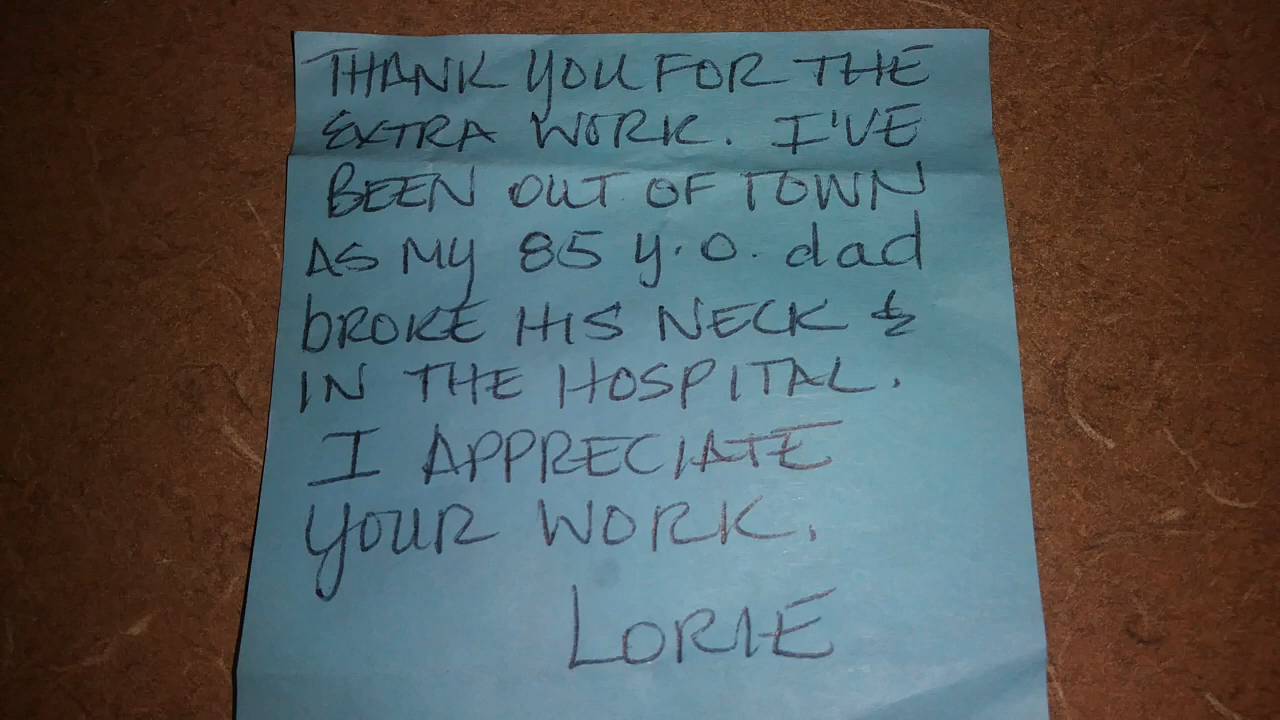 THANK YOU FOR THE
EXTRA WORK. I'VE
BEEN OUT OF TOWN
AS MY 85 y.o. dad
bROKE HIS NECK &
IN THE HOSPITAL.
I APPRECIATE
YOUR WORK.
LORIE